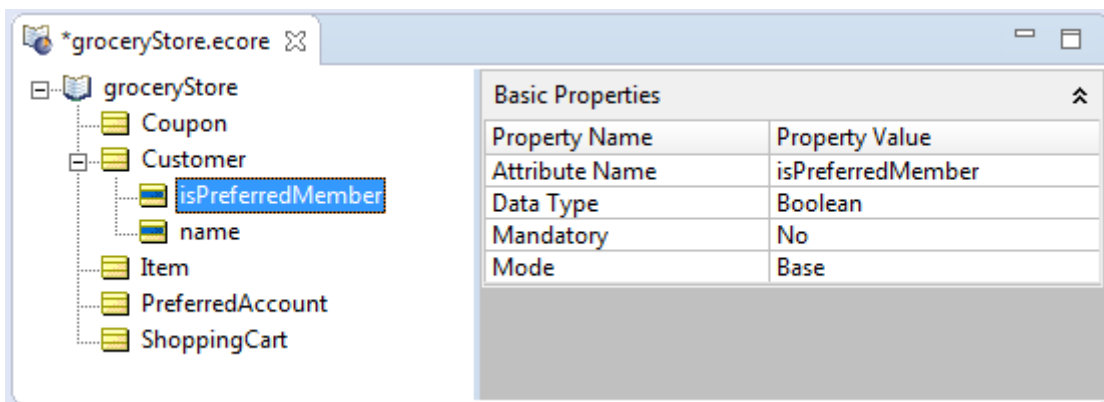 *groceryStore.ecore
groceryStore
Coupon
Customer
isPreferredMember
name
Item
PreferredAccount
ShoppingCart
Basic Properties
Property Name Property Value
Attribute Name isPreferredMember
Data Type Boolean
Mandatory No
Mode Base